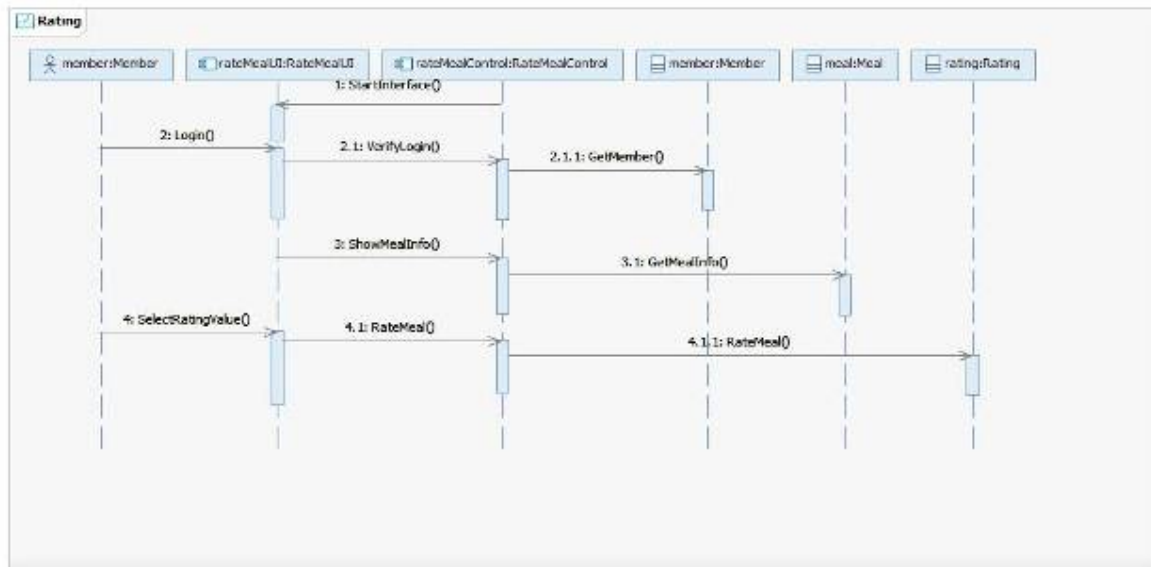 Rating
member:Member
rateMealUI:RateMealUI
rateMealControl:RateMealControl
member:Member
meal:Meal
rating:Rating
1: StartInterface()
2: Login()
2.1: VerifyLogin()
2.1.1: GetMember()
3: ShowMealInfo()
3.1: GetMealInfo()
4: SelectRatingValue()
4.1: RateMeal()
4.1.1: RateMeal()